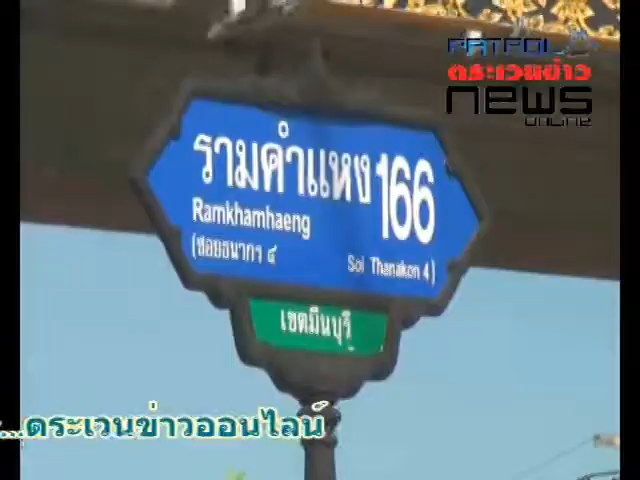 PATROL
ตระเวนข่าว
NEWS
ONLINE
รามคำแหง 166
Ramkhamhaeng
(ซอยธนากร ๔ Soi Thanakon 4)
เขตมีนบุรี
...ตระเวนข่าวออนไลน์